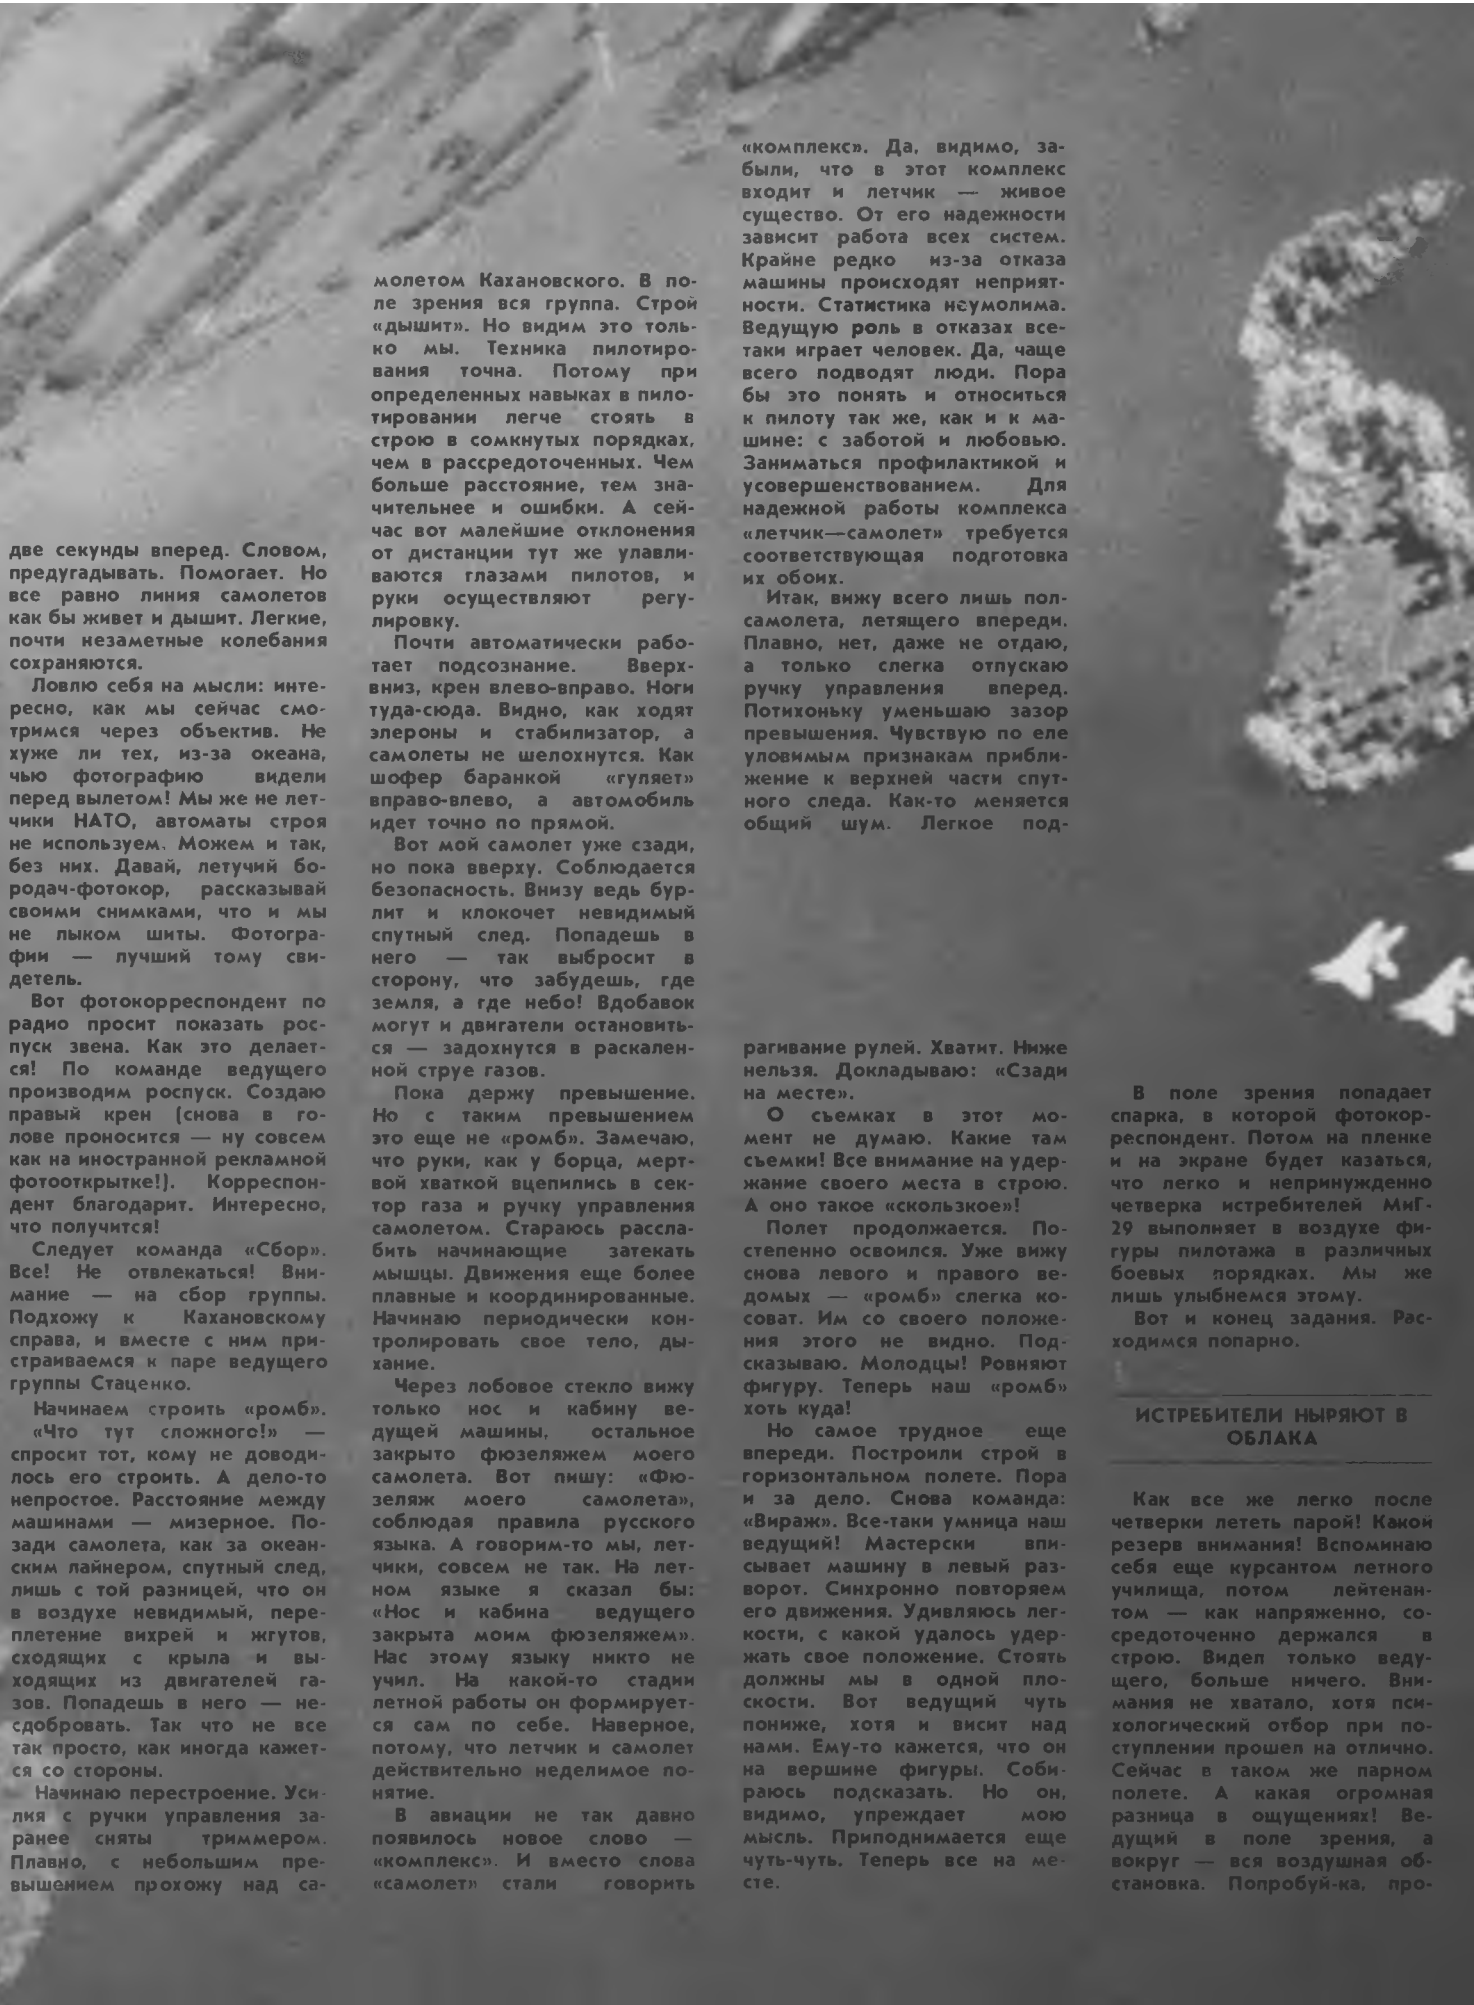 две секунды вперед. Словом,
предугадывать. Помогает. Но
все равно линия самолетов
как бы живет и дышит. Легкие,
почти незаметные колебания
сохраняются.
Ловлю себя на мысли: инте-
ресно, как мы сейчас смо-
тримся через объектив. Не
хуже ли тех, из-за океана,
чью фотографию видели
перед вылетом! Мы же не лет-
чики НАТО, автоматы строя
не используем. Можем и так,
без них. Давай, летучий бо-
родач-фотокор, рассказывай
своими снимками, что и мы
не лыком шиты. Фотогра-
фии — лучший тому сви-
детель.
Вот фотокорреспондент по
радио просит показать рос-
пуск звена. Как это делает-
ся! По команде ведущего
производим роспуск. Создаю
правый крен (снова в го-
лове проносится — ну совсем
как на иностранной рекламной
фотооткрытке!). Корреспон-
дент благодарит. Интересно,
что получится!
Следует команда «Сбор».
Все! Не отвлекаться! Вни-
мание — на сбор группы.
Подхожу к Кахановскому
справа, и вместе с ним при-
страиваемся к паре ведущего
группы Стаценко.
Начинаем строить «ромб».
«Что тут сложного!» —
спросит тот, кому не доводи-
лось его строить. А дело-то
непростое. Расстояние между
машинами — мизерное. По-
зади самолета, как за океан-
ским лайнером, спутный след,
лишь с той разницей, что он
в воздухе невидимый, пере-
плетение вихрей и жгутов,
сходящих с крыла и вы-
ходящих из двигателей га-
зов. Попадешь в него — не-
сдобровать. Так что не все
так просто, как иногда кажет-
ся со стороны.
Начинаю перестроение. Уси-
лия с ручки управления за-
ранее сняты триммером.
Плавно, с небольшим пре-
вышением прохожу над са-
молетом Кахановского. В по-
ле зрения вся группа. Строй
«дышит». Но видим это толь-
ко мы. Техника пилотиро-
вания точна. Потому при
определенных навыках в пило-
тировании легче стоять в
строю в сомкнутых порядках,
чем в рассредоточенных. Чем
больше расстояние, тем зна-
чительнее и ошибки. А сей-
час вот малейшие отклонения
от дистанции тут же улавли-
ваются глазами пилотов, и
руки осуществляют регу-
лировку.
Почти автоматически рабо-
тает подсознание. Вверх-
вниз, крен влево-вправо. Ноги
туда-сюда. Видно, как ходят
элероны и стабилизатор, а
самолеты не шелохнутся. Как
шофер баранкой «гуляет»
вправо-влево, а автомобиль
идет точно по прямой.
Вот мой самолет уже сзади,
но пока вверху. Соблюдается
безопасность. Внизу ведь бур-
лит и клокочет невидимый
спутный след. Попадешь в
него — так выбросит в
сторону, что забудешь, где
земля, а где небо! Вдобавок
могут и двигатели остановить-
ся — задохнутся в раскален-
ной струе газов.
Пока держу превышение.
Но с таким превышением
это еще не «ромб». Замечаю,
что руки, как у борца, мерт-
вой хваткой вцепились в сек-
тор газа и ручку управления
самолетом. Стараюсь рассла-
бить начинающие затекать
мышцы. Движения еще более
плавные и координированные.
Начинаю периодически кон-
тролировать свое тело, ды-
хание.
Через лобовое стекло вижу
только нос и кабину ве-
дущей машины, остальное
закрыто фюзеляжем моего
самолета. Вот пишу: «Фю-
зеляж моего самолета»,
соблюдая правила русского
языка. А говорим-то мы, лет-
чики, совсем не так. На лет-
ном языке я сказал бы:
«Нос и кабина ведущего
закрыта моим фюзеляжем».
Нас этому языку никто не
учил. На какой-то стадии
летной работы он формирует-
ся сам по себе. Наверное,
потому, что летчик и самолет
действительно неделимое по-
нятие.
В авиации не так давно
появилось новое слово —
«комплекс». И вместо слова
«самолет» стали говорить
«комплекс». Да, видимо, за-
были, что в этот комплекс
входит и летчик — живое
существо. От его надежности
зависит работа всех систем.
Крайне редко из-за отказа
машины происходят неприят-
ности. Статистика неумолима.
Ведущую роль в отказах все-
таки играет человек. Да, чаще
всего подводят люди. Пора
бы это понять и относиться
к пилоту так же, как и к ма-
шине: с заботой и любовью.
Заниматься профилактикой и
усовершенствованием. Для
надежной работы комплекса
«летчик—самолет» требуется
соответствующая подготовка
их обоих.
Итак, вижу всего лишь пол-
самолета, летящего впереди.
Плавно, нет, даже не отдаю,
а только слегка отпускаю
ручку управления вперед.
Потихоньку уменьшаю зазор
превышения. Чувствую по еле
уловимым признакам прибли-
жение к верхней части спут-
ного следа. Как-то меняется
общий шум. Легкое под-
рагивание рулей. Хватит. Ниже
нельзя. Докладываю: «Сзади
на месте».
О съемках в этот мо-
мент не думаю. Какие там
съемки! Все внимание на удер-
жание своего места в строю.
А оно такое «скользкое»!
Полет продолжается. По-
степенно освоился. Уже вижу
снова левого и правого ве-
домых — «ромб» слегка ко-
соват. Им со своего положе-
ния этого не видно. Под-
сказываю. Молодцы! Ровняют
фигуру. Теперь наш «ромб»
хоть куда!
Но самое трудное еще
впереди. Построили строй в
горизонтальном полете. Пора
и за дело. Снова команда:
«Вираж». Все-таки умница наш
ведущий! Мастерски впи-
сывает машину в левый раз-
ворот. Синхронно повторяем
его движения. Удивляюсь лег-
кости, с какой удалось удер-
жать свое положение. Стоять
должны мы в одной пло-
скости. Вот ведущий чуть
пониже, хотя и висит над
нами. Ему-то кажется, что он
на вершине фигуры. Соби-
раюсь подсказать. Но он,
видимо, упреждает мою
мысль. Приподнимается еще
чуть-чуть. Теперь все на ме-
сте.
В поле зрения попадает
спарка, в которой фотокор-
респондент. Потом на пленке
и на экране будет казаться,
что легко и непринужденно
четверка истребителей МиГ-
29 выполняет в воздухе фи-
гуры пилотажа в различных
боевых порядках. Мы же
лишь улыбнемся этому.
Вот и конец задания. Рас-
ходимся попарно.
ИСТРЕБИТЕЛИ НЫРЯЮТ В
ОБЛАКА
Как все же легко после
четверки лететь парой! Какой
резерв внимания! Вспоминаю
себя еще курсантом летного
училища, потом лейтенан-
том — как напряженно, со-
средоточенно держался в
строю. Видел только веду-
щего, больше ничего. Вни-
мания не хватало, хотя пси-
хологический отбор при по-
ступлении прошел на отлично.
Сейчас в таком же парном
полете. А какая огромная
разница в ощущениях! Ве-
дущий в поле зрения, а
вокруг — вся воздушная об-
становка. Попробуй-ка, про-